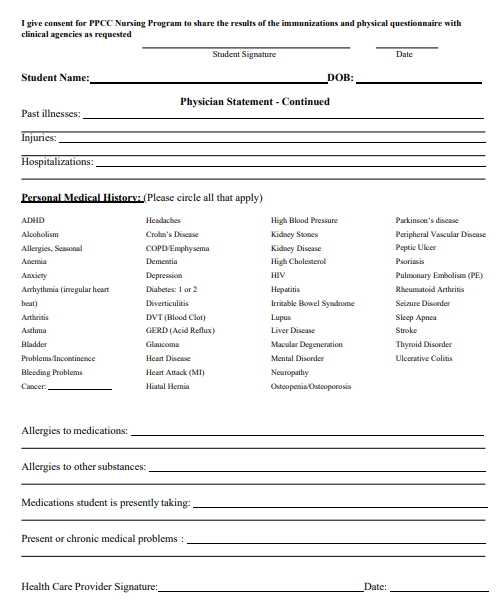 I give consent for PPCC Nursing Program to share the results of the immunizations and physical questionnaire with
clinical agencies as requested
Student Signature Date
Student Name: DOB:
Physician Statement - Continued
Past illnesses:
Injuries:
Hospitalizations:
Personal Medical History: (Please circle all that apply)
ADHD
Alcoholism
Allergies, Seasonal
Anemia
Anxiety
Arrhythmia (irregular heart
beat)
Arthritis
Asthma
Bladder
Problems/Incontinence
Bleeding Problems
Cancer:
Headaches
Crohn's Disease
COPD/Emphysema
Dementia
Depression
Diabetes: 1 or 2
Diverticulitis
DVT (Blood Clot)
GERD (Acid Reflux)
Glaucoma
Heart Disease
Heart Attack (MI)
Hiatal Hernia
High Blood Pressure
Kidney Stones
Kidney Disease
High Cholesterol
HIV
Hepatitis
Irritable Bowel Syndrome
Lupus
Liver Disease
Macular Degeneration
Mental Disorder
Neuropathy
Osteopenia/Osteoporosis
Parkinson's disease
Peripheral Vascular Disease
Peptic Ulcer
Psoriasis
Pulmonary Embolism (PE)
Rheumatoid Arthritis
Seizure Disorder
Sleep Apnea
Stroke
Thyroid Disorder
Ulcerative Colitis
Allergies to medications:
Allergies to other substances:
Medications student is presently taking:
Present or chronic medical problems :
Health Care Provider Signature: Date: